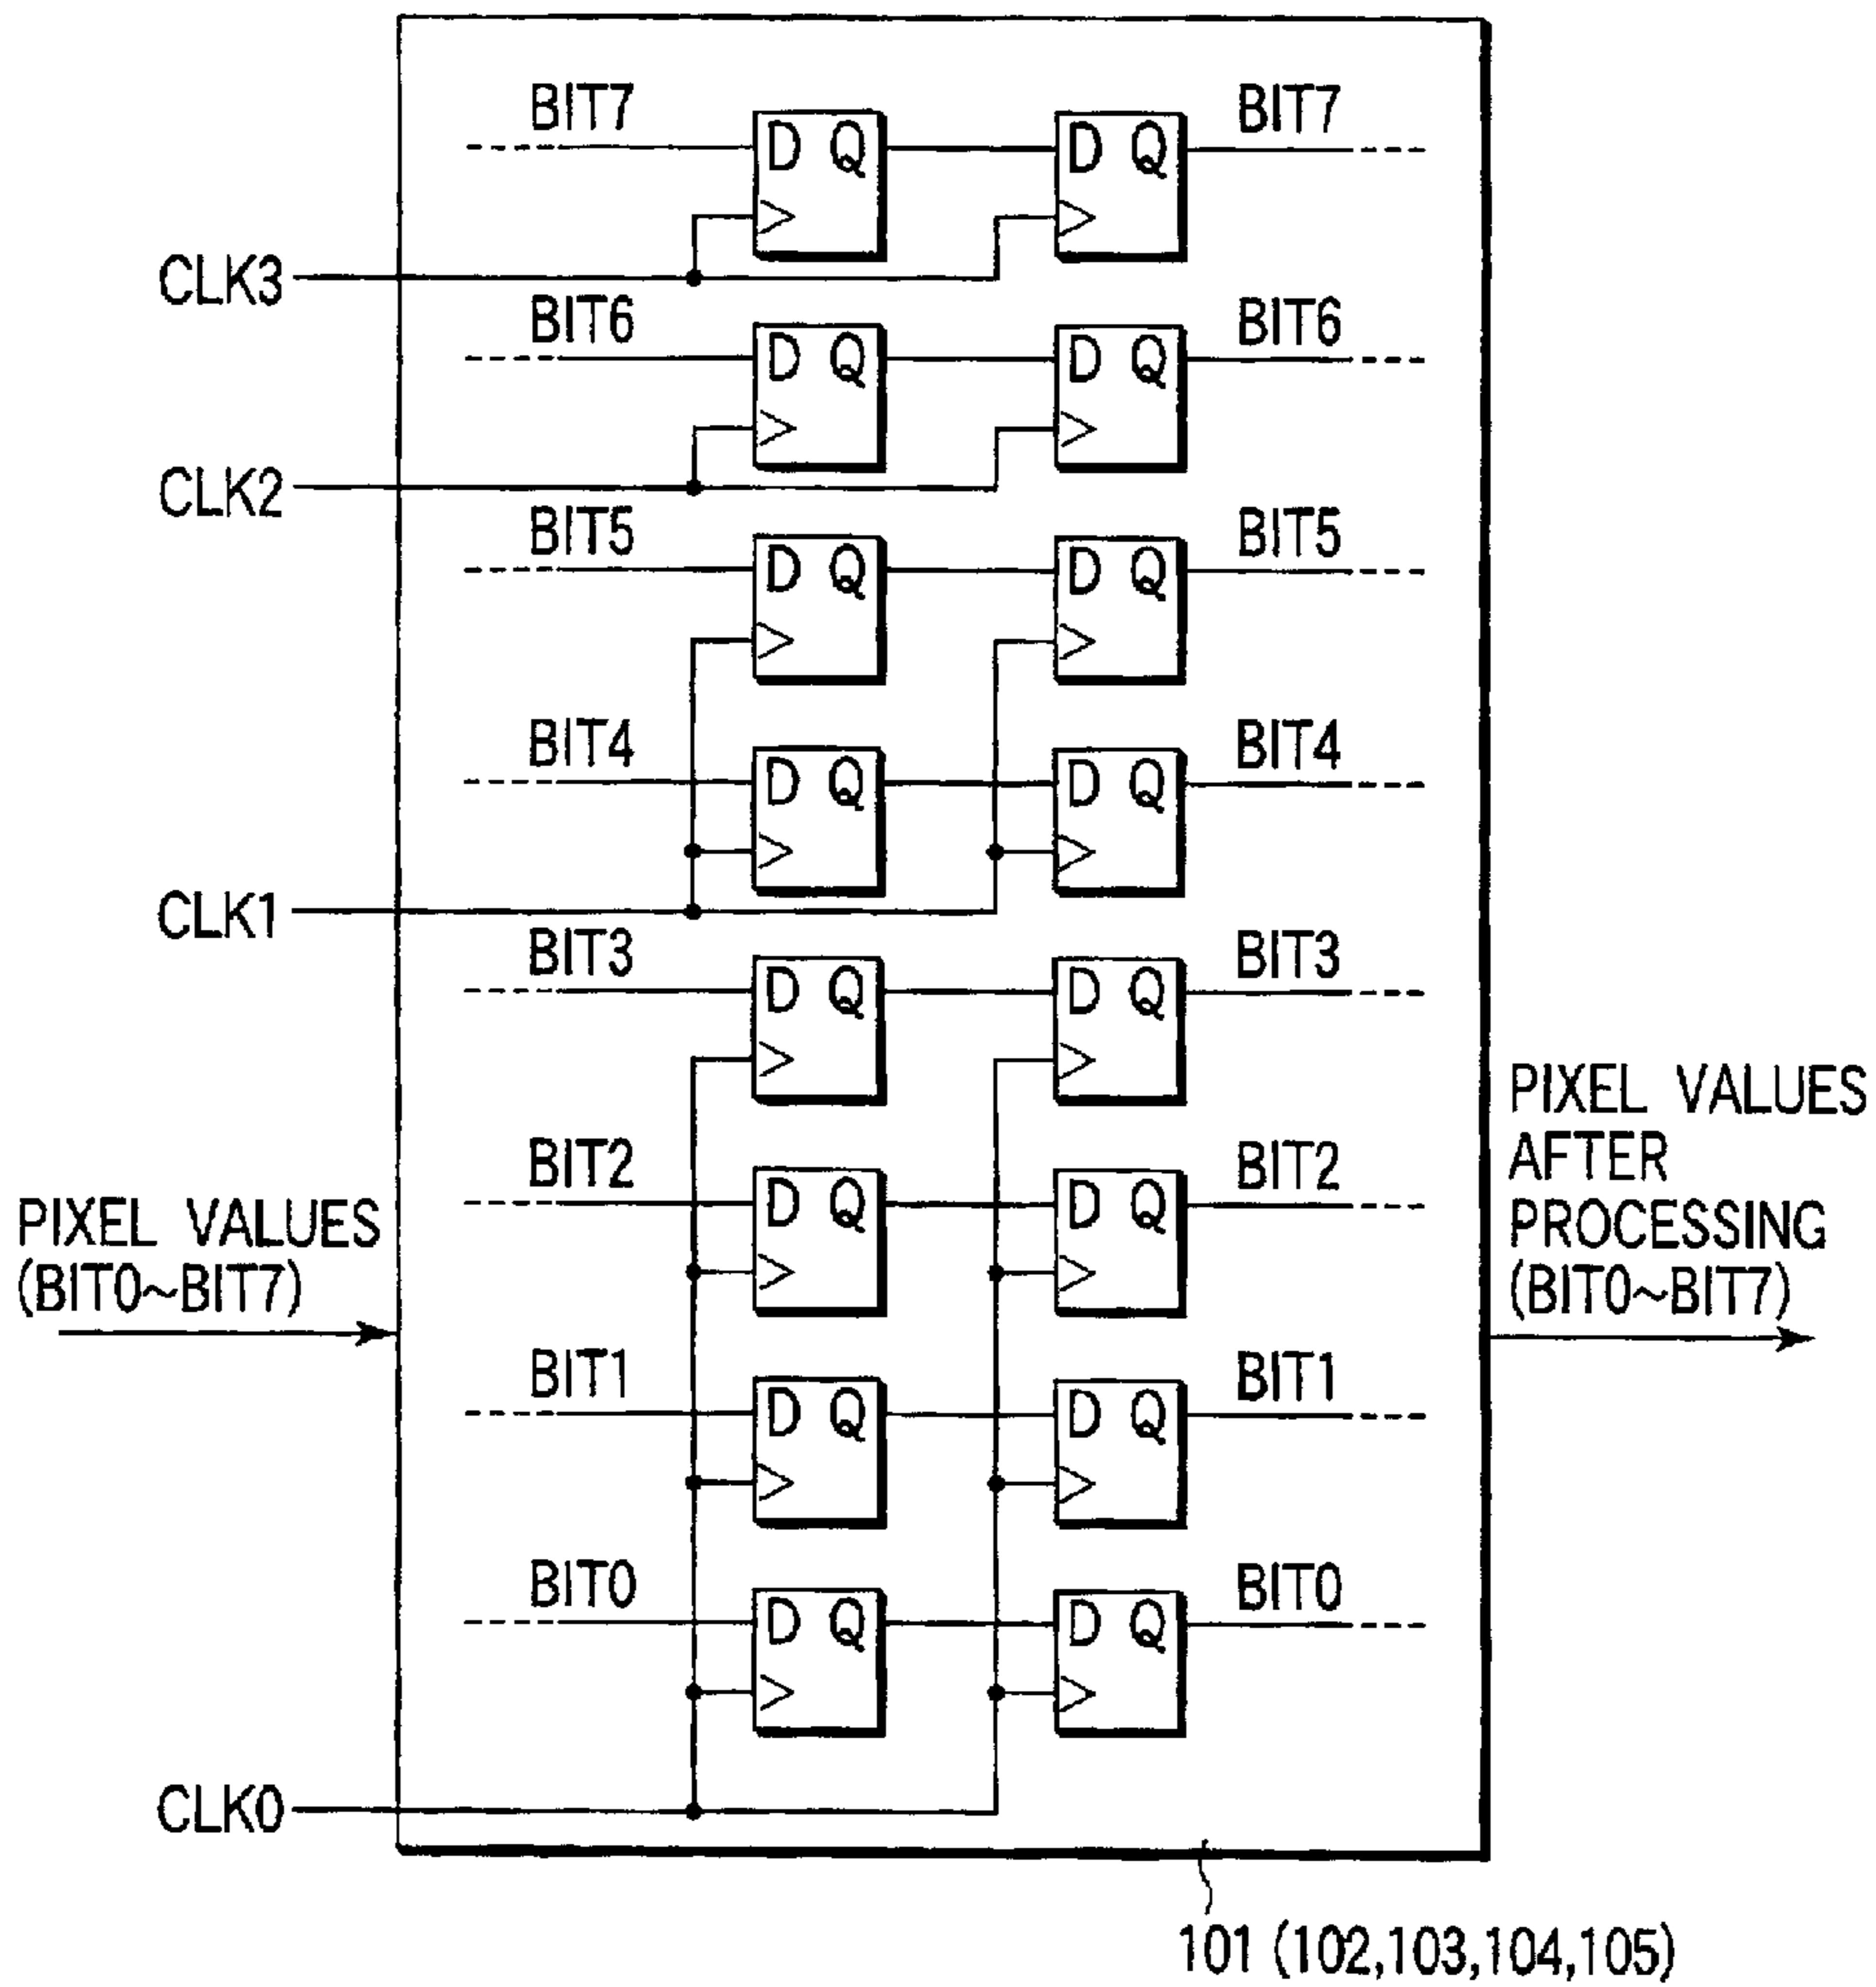 BIT7 BIT7
D Q D Q
CLK3
BIT6 BIT6
D Q D Q
CLK2
BIT5 BIT5
D Q D Q
BIT4 BIT4
D Q D Q
CLK1
BIT3 BIT3
D Q D Q
BIT2 BIT2
D Q D Q
PIXEL VALUES
(BIT0~BIT7)
PIXEL VALUES
AFTER
PROCESSING
(BIT0~BIT7)
BIT1 BIT1
D Q D Q
BIT0 BIT0
D Q D Q
CLK0
101 (102,103,104,105)